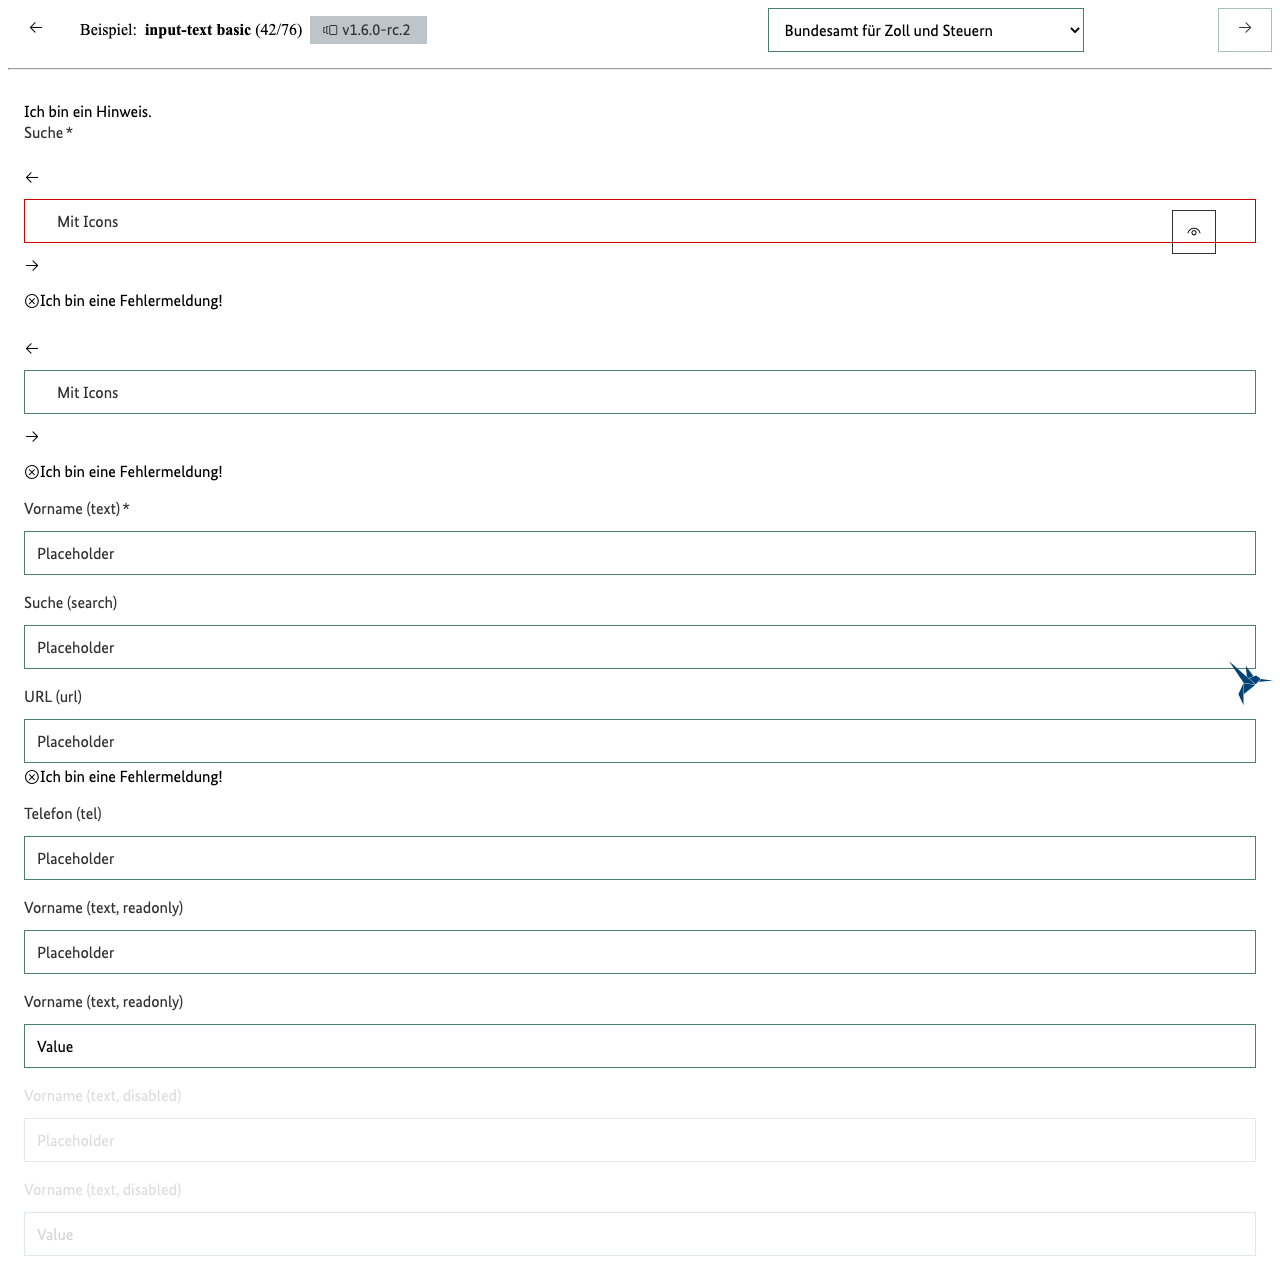 Beispiel: input-text basic (42/76) v1.6.0-rc.2 Bundesamt für Zoll und Steuern
Ich bin ein Hinweis.
Suche*
Mit Icons
Ich bin eine Fehlermeldung!
Mit Icons
Ich bin eine Fehlermeldung!
Vorname (text)*
Placeholder
Suche (search)
Placeholder
URL (url)
Placeholder
Ich bin eine Fehlermeldung!
Telefon (tel)
Placeholder
Vorname (text, readonly)
Placeholder
Vorname (text, readonly)
Value
Vorname (text, disabled)
Placeholder
Vorname (text, disabled)
Value